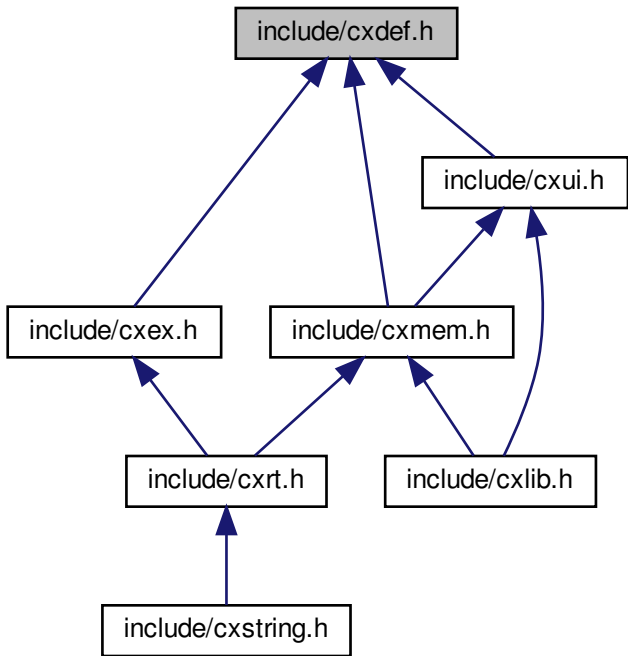 include/cxdef.h
include/cxui.h
include/cxex.h
include/cxmem.h
include/cxrt.h
include/cxlib.h
include/cxstring.h